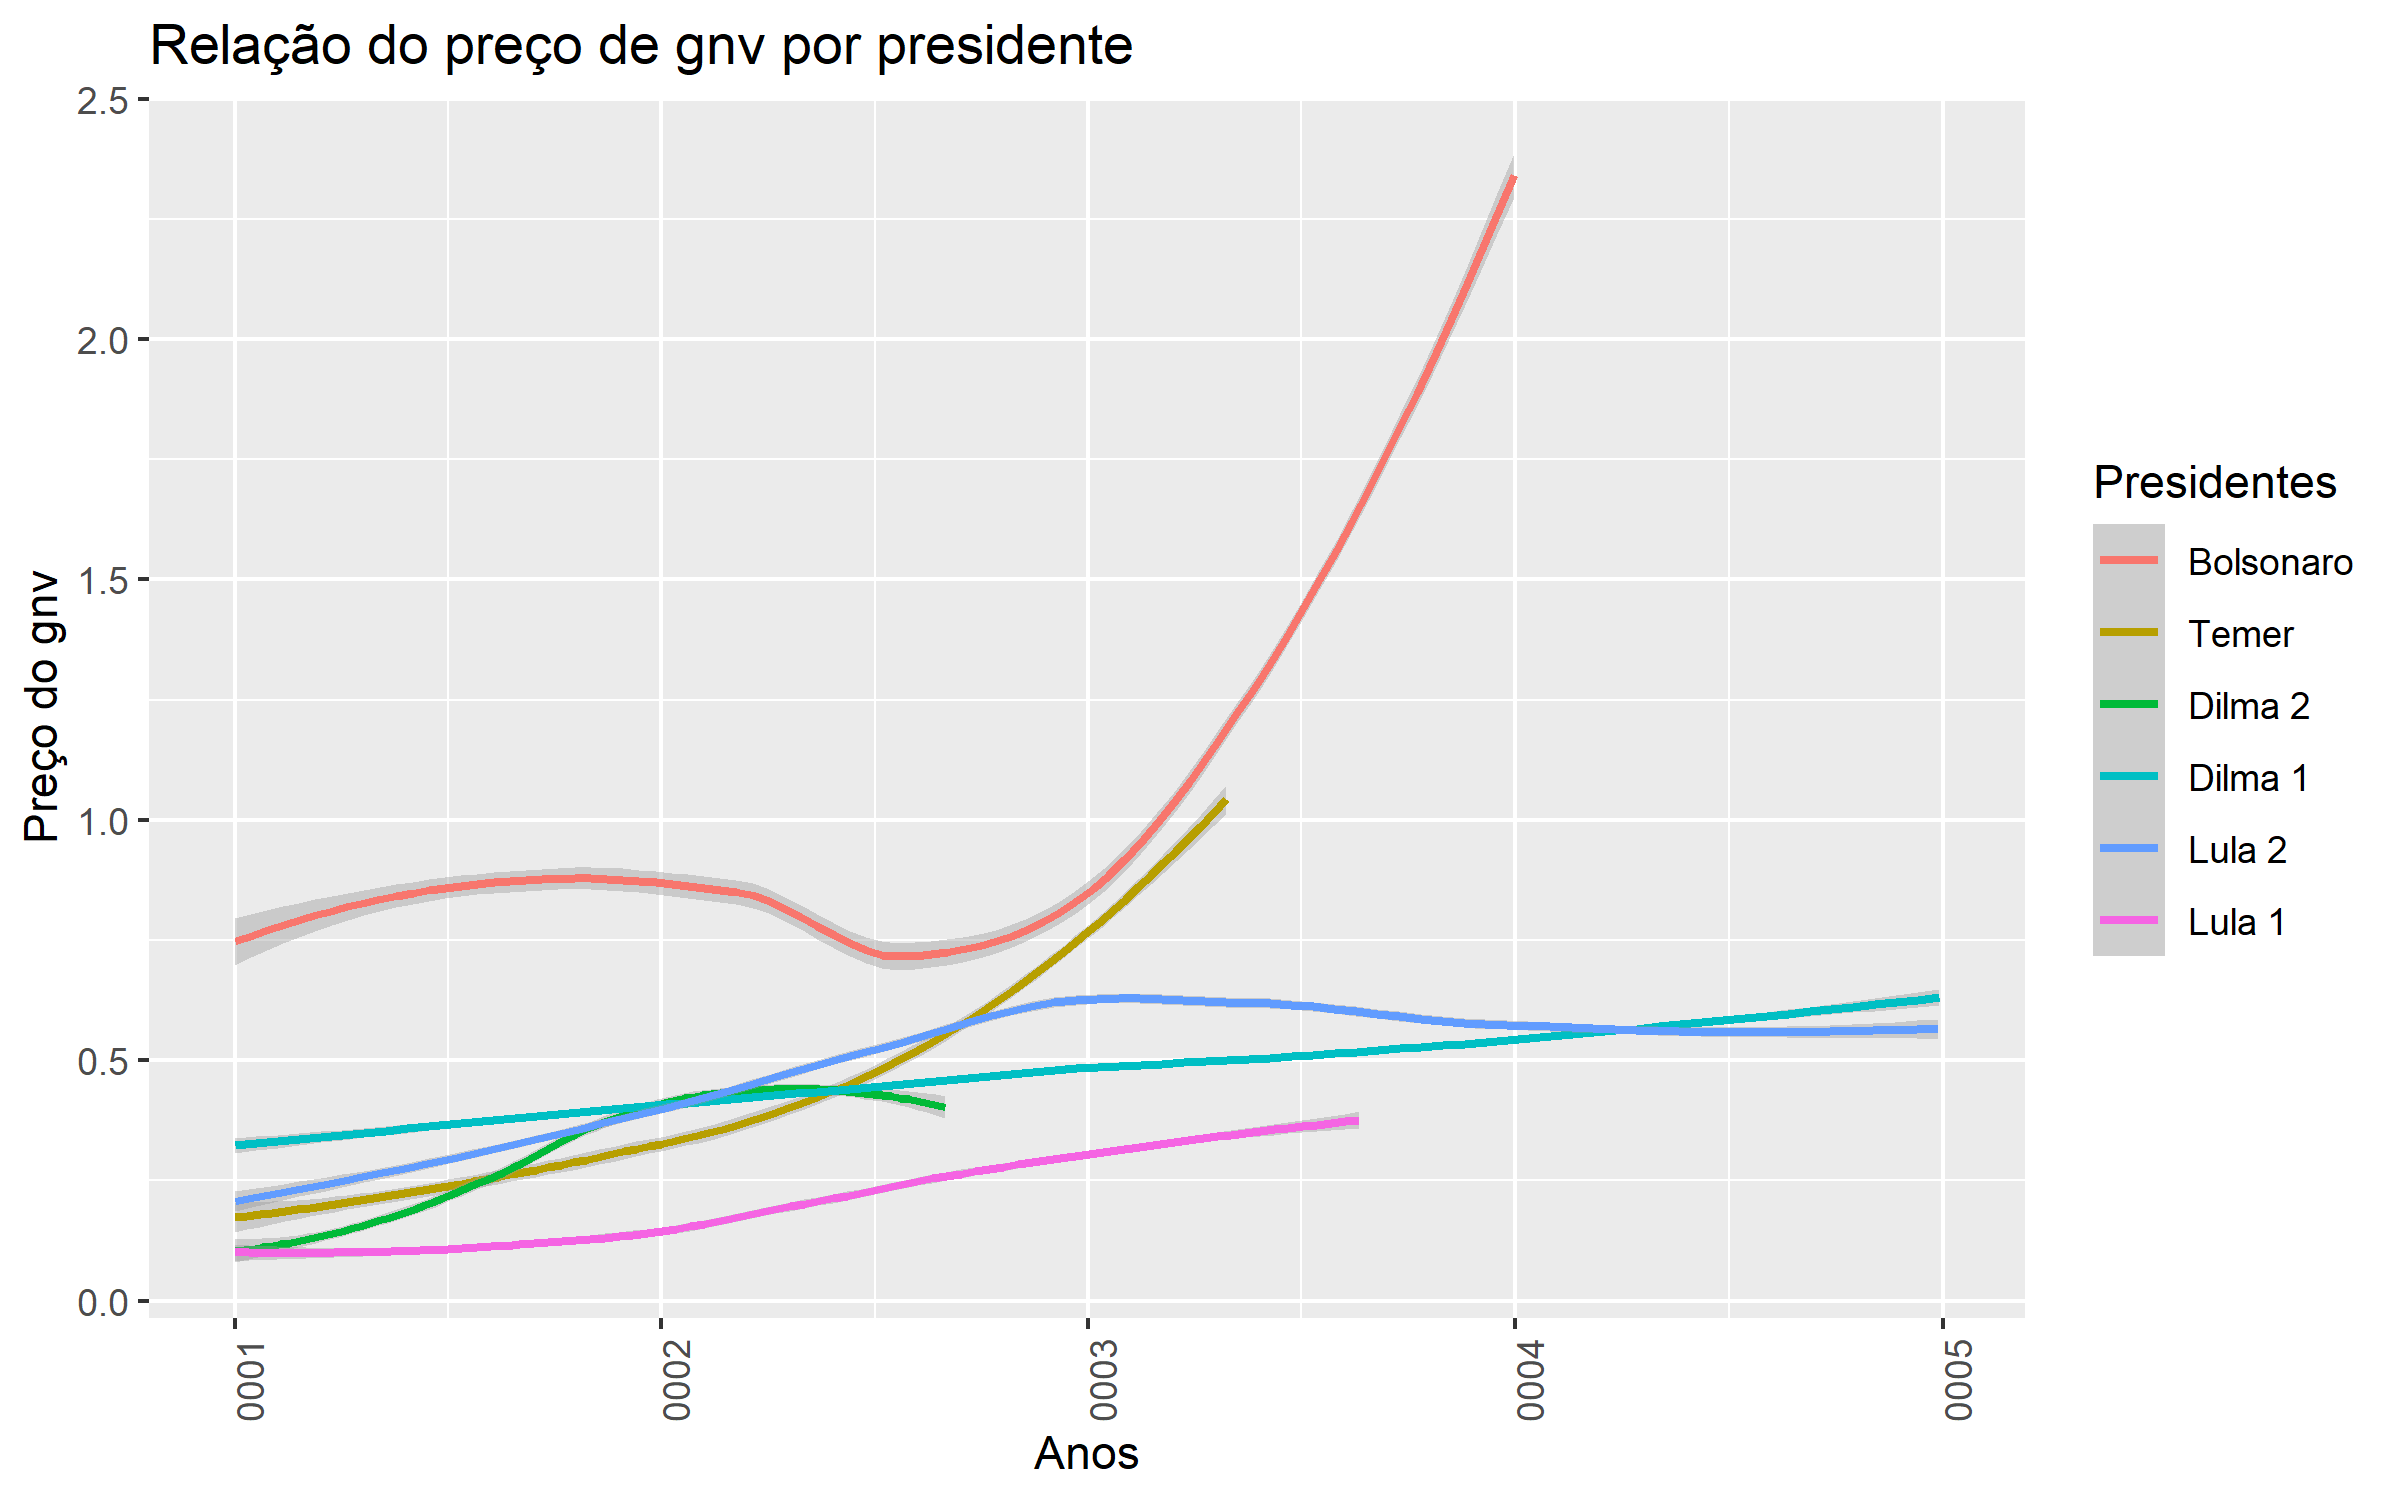 Relação do preço de gnv por presidente
2.5
2.0
1.5
1.0
0.5
0.0
Preço do gnv
0001
0002
0003
0004
0005
Anos
Presidentes
Bolsonaro
Temer
Dilma 2
Dilma 1
Lula 2
Lula 1